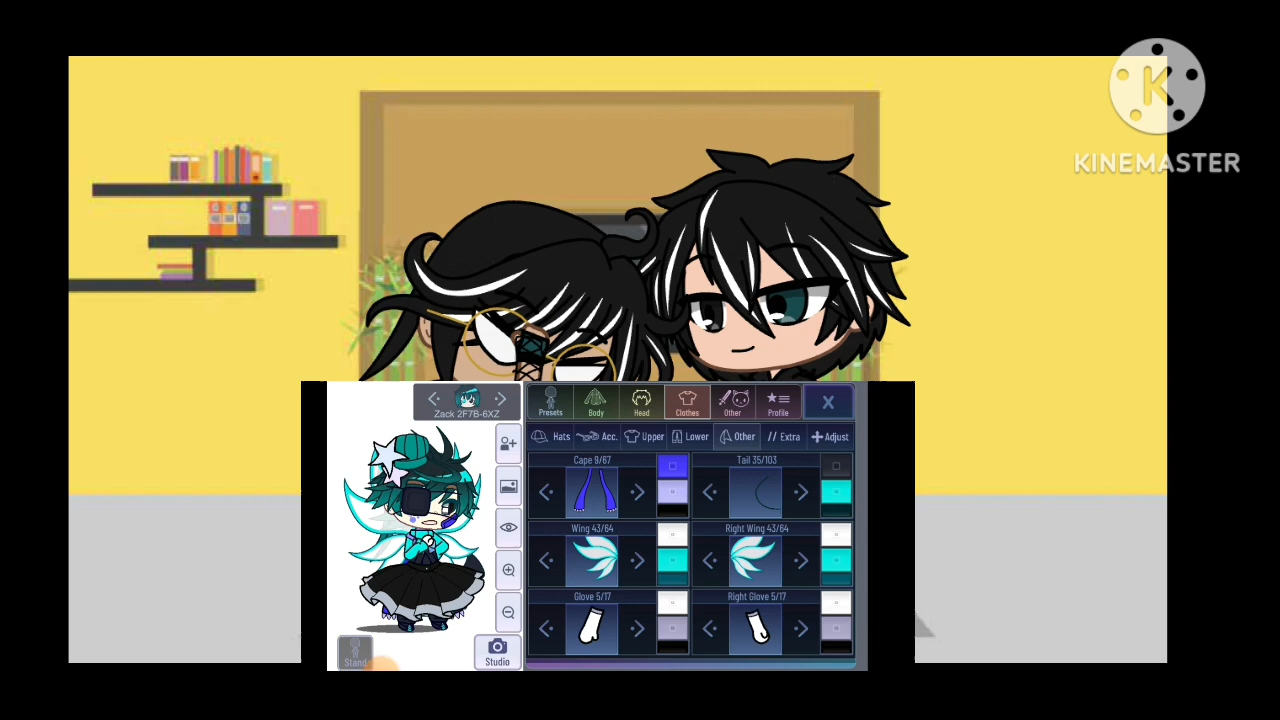 KINEMASTER
Zack 2F7B-6XZ
Presets Body Head Clothes Other Profile X
Hats Acc. Upper Lower Other // Extra Adjust
Cape 9/67 Tail 35/103
Wing 43/64 Right Wing 43/64
Glove 5/17 Right Glove 5/17
Stand Studio